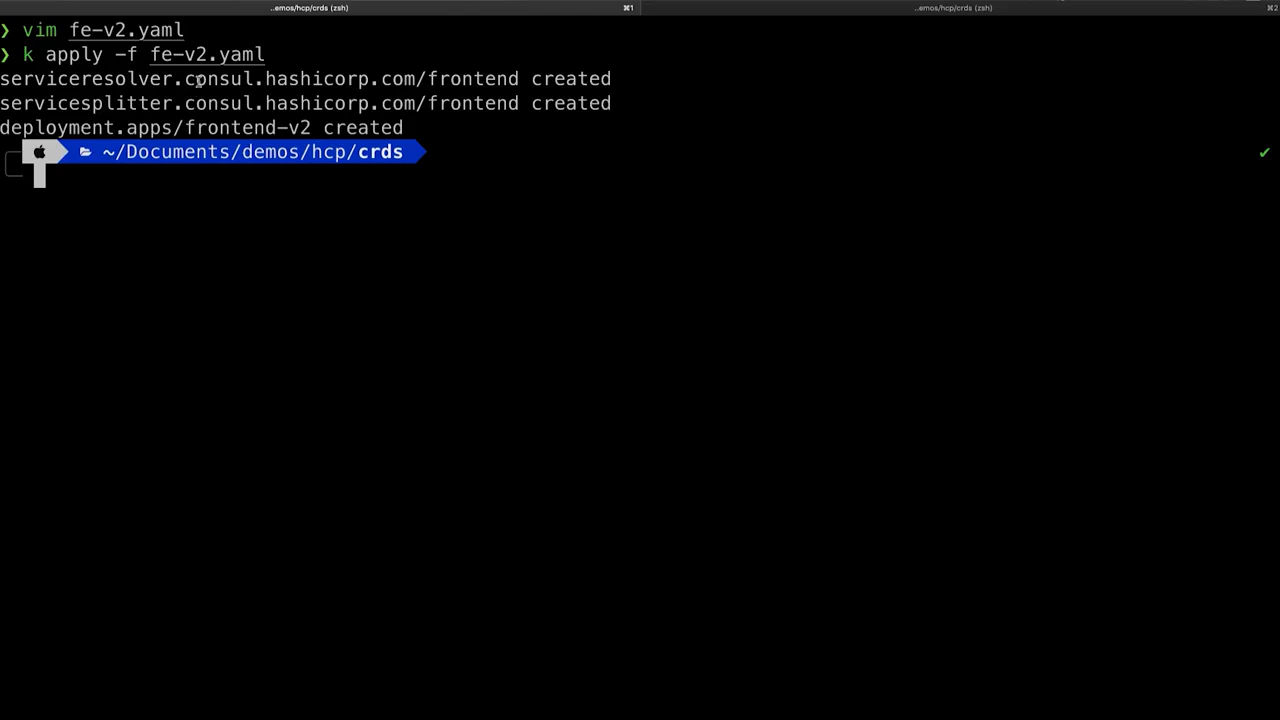 ..emos/hcp/crds (zsh) ⌘1 ..emos/hcp/crds (zsh) ⌘2
❯ vim fe-v2.yaml
❯ k apply -f fe-v2.yaml
serviceresolver.consul.hashicorp.com/frontend created
servicesplitter.consul.hashicorp.com/frontend created
deployment.apps/frontend-v2 created
~/Documents/demos/hcp/crds ✔